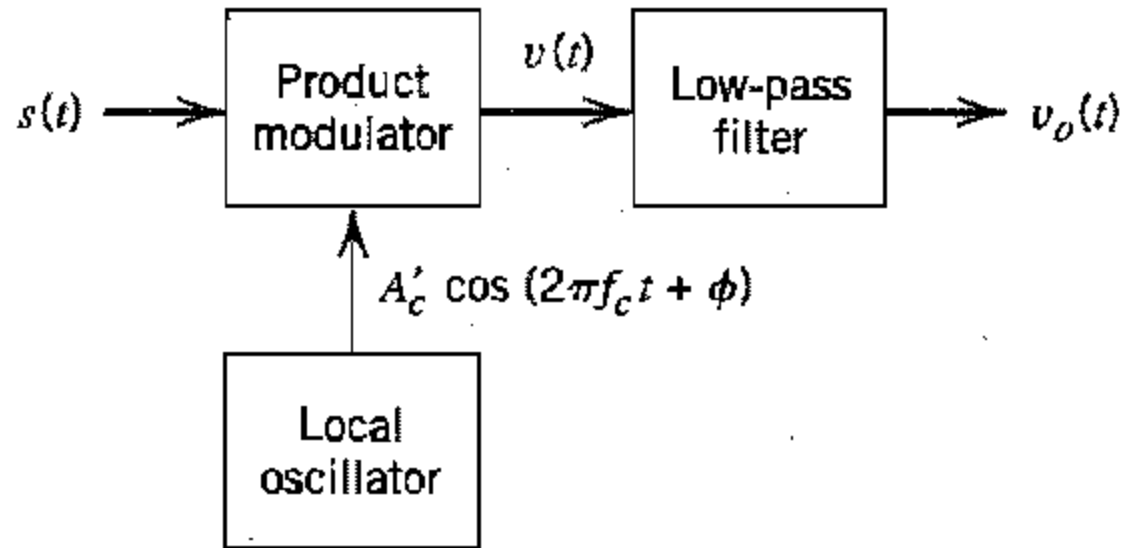 s(t)
Product
modulator
v(t)
Low-pass
filter
v_o(t)
A'_c cos (2πf_c t + ϕ)
Local
oscillator